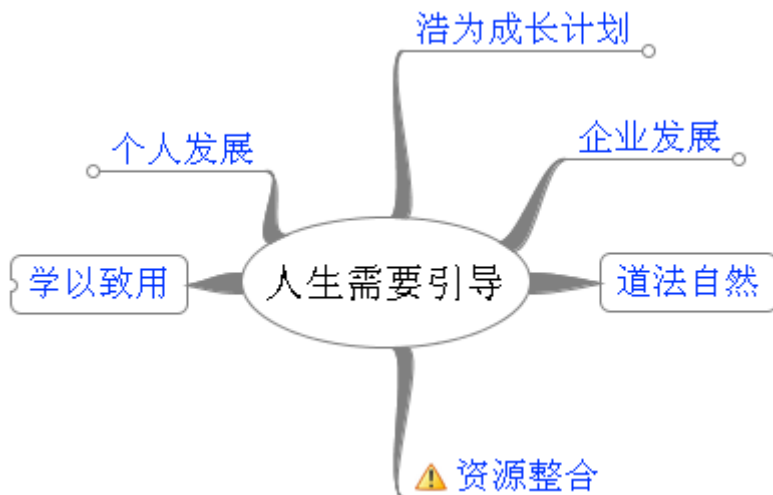 浩为成长计划
个人发展
企业发展
学以致用
人生需要引导
道法自然
资源整合